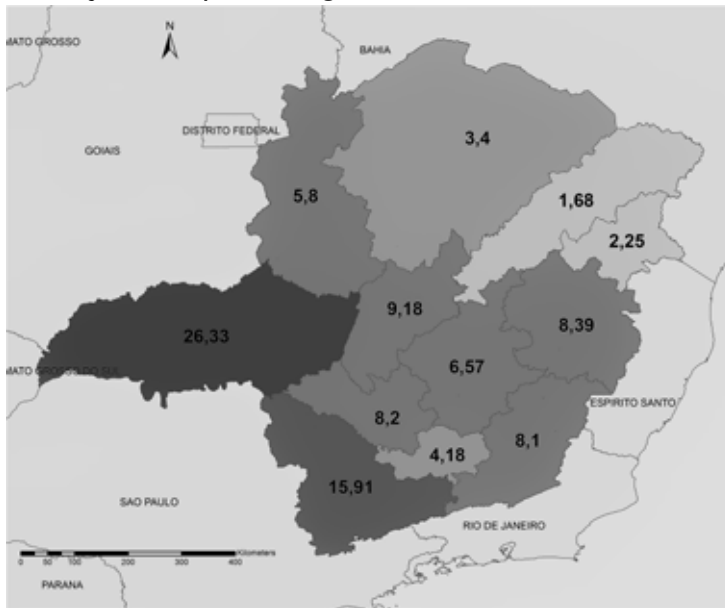 N
MATO GROSSO
BAHIA
DISTRITO FEDERAL
GOIAIS
3,4
5,8
1,68
2,25
9,18
26,33
8,39
6,57
MATO GROSSO DO SUL
ESPIRITO SANTO
8,2
8,1
4,18
15,91
SAO PAULO
RIO DE JANEIRO
Kilometers
0 50 100 200 300 400
PARANA